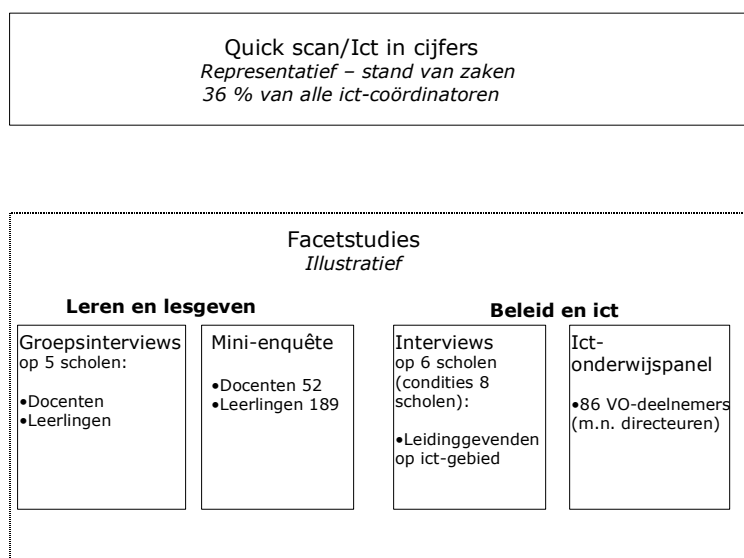 Quick scan/Ict in cijfers
Representatief – stand van zaken
36 % van alle ict-coördinatoren
Facetstudies
Illustratief
Leren en lesgeven
Groepsinterviews
op 5 scholen:
•Docenten
•Leerlingen
Mini-enquête
•Docenten 52
•Leerlingen 189
Beleid en ict
Interviews
op 6 scholen
(condities 8
scholen):
•Leidinggevenden
op ict-gebied
Ict-
onderwijspanel
•86 VO-deelnemers
(m.n. directeuren)